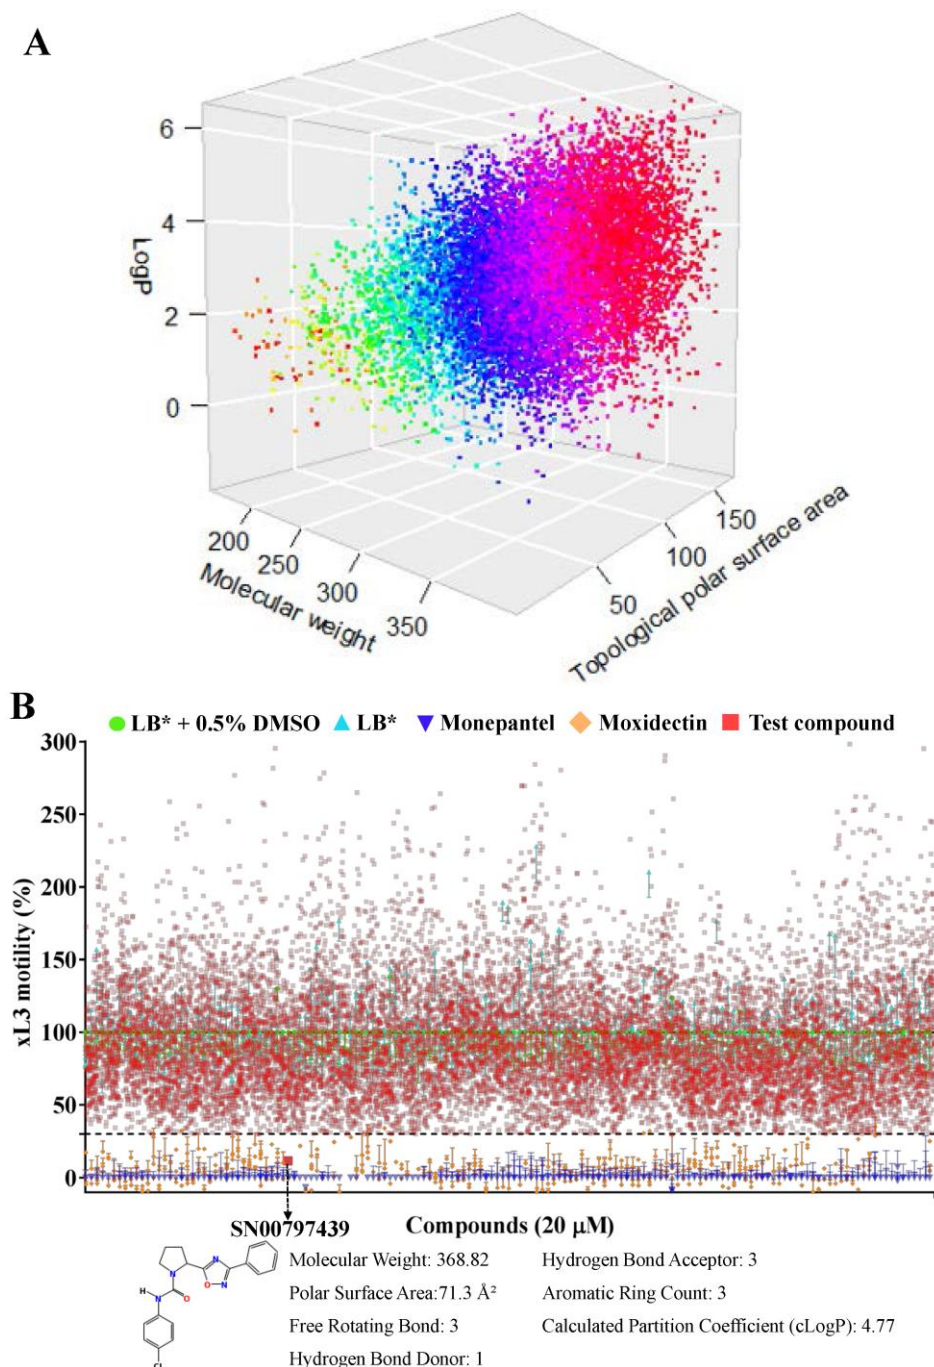 A
6
4
2
0
LogP
200
250
300
350
Molecular weight
50
100
150
Topological polar surface area
B
LB* + 0.5% DMSO LB* Monepantel Moxidectin Test compound
300
250
200
150
100
50
0
xL3 motility (%)
SN00797439 Compounds (20 μM)
Molecular Weight: 368.82 Hydrogen Bond Acceptor: 3
Polar Surface Area:71.3 Å² Aromatic Ring Count: 3
Free Rotating Bond: 3 Calculated Partition Coefficient (cLogP): 4.77
Hydrogen Bond Donor: 1
N
N
O
N
H
N
O
Cl